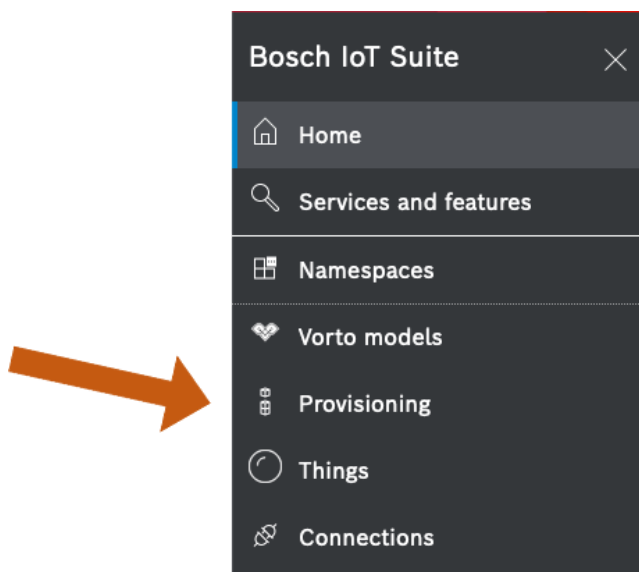 Bosch IoT Suite
Home
Services and features
Namespaces
Vorto models
Provisioning
Things
Connections